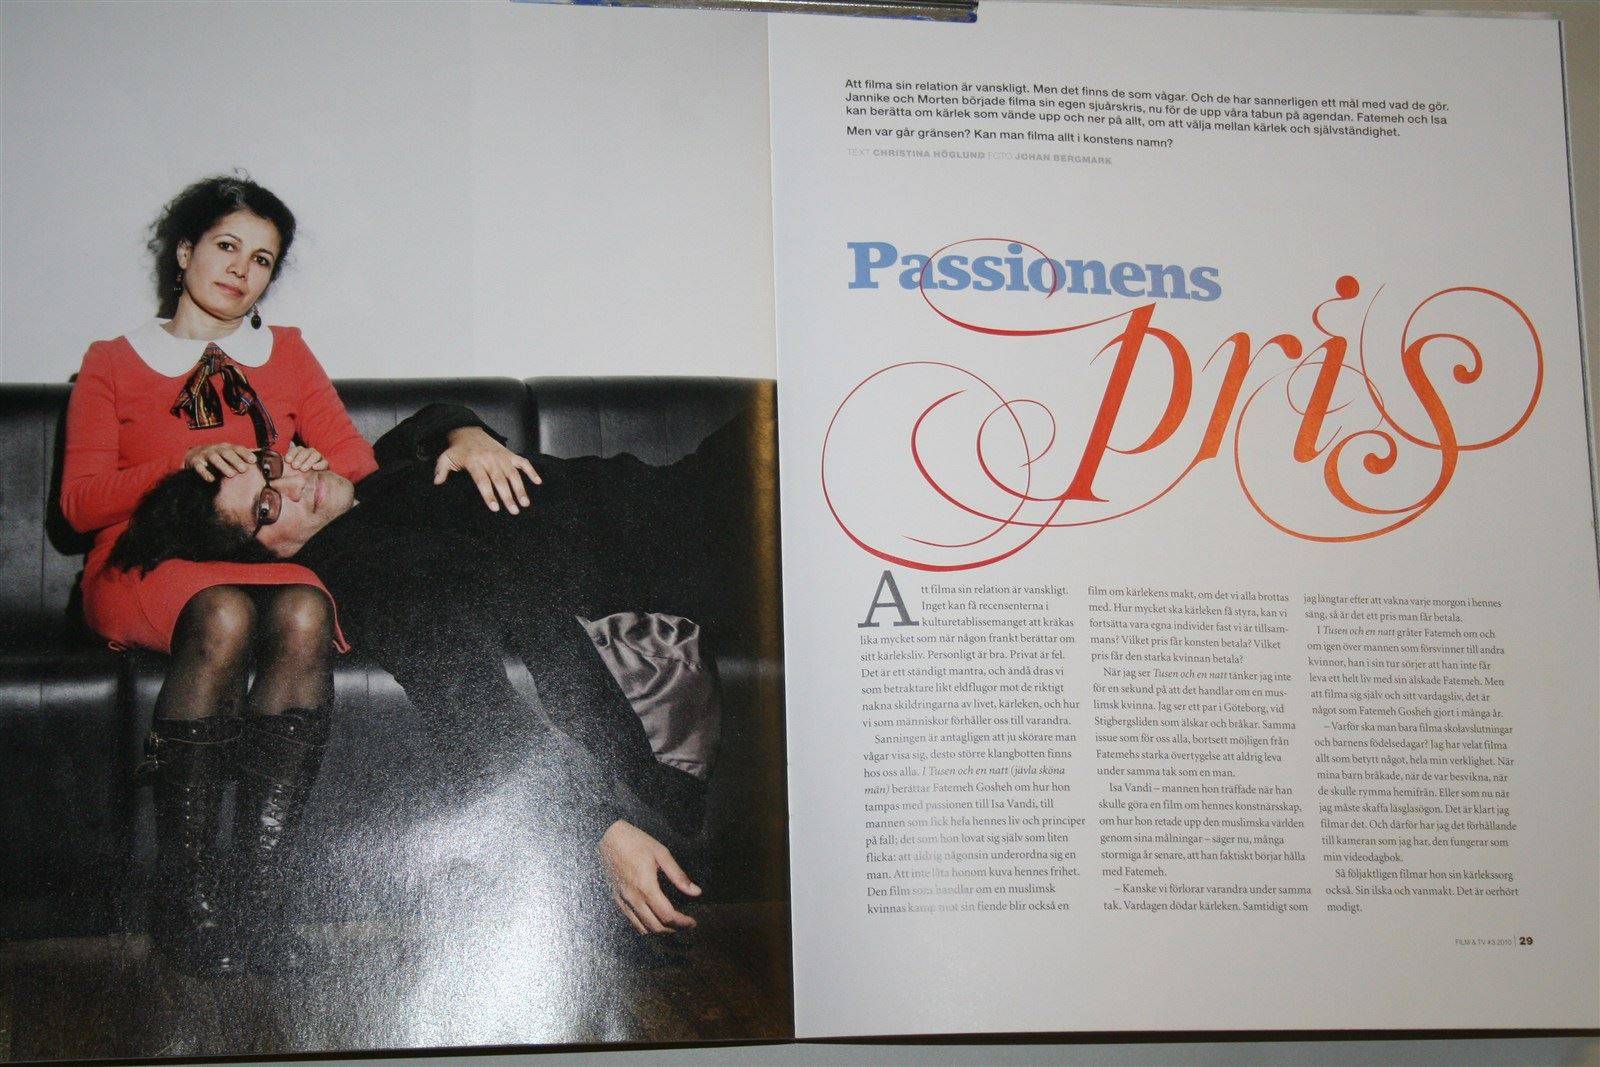 Att filma sin relation är vanskligt. Men det finns de som vågar. Och de har sannerligen ett mål med vad de gör.
Jannike och Morten började filma sin egen sjuårskris, nu för de upp våra tabun på agendan. Fatemeh och Isa
kan berätta om kärlek som vände upp och ner på allt, om att välja mellan kärlek och självständighet.
Men var går gränsen? Kan man filma allt i konstens namn?
TEXT CHRISTINA HÖGLUND FOTO JOHAN BERGMARK
Passionens
pris
Att filma sin relation är vanskligt.
Inget kan få recensenterna i
kulturetablissemanget att kräkas
lika mycket som när någon frankt berättar om
sitt kärleksliv. Personligt är bra. Privat är fel.
Det är ett ständigt mantra, och ändå dras vi
som betraktare likt eldflugor mot de riktigt
nakna skildringarna av livet, kärleken, och hur
vi som människor förhåller oss till varandra.
Sanningen är antagligen att ju skörare man
vågar visa sig, desto större klangbotten finns
hos oss alla. I Tusen och en natt (jävla sköna
män) berättar Fatemeh Gosheh om hur hon
tampas med passionen till Isa Vandi, till
mannen som fick hela hennes liv och principer
på fall; det som hon lovat sig själv som liten
flicka: att aldrig någonsin underordna sig en
man. Att inte låta honom kuva hennes frihet.
Den film som handlar om en muslimsk
kvinnas kamp mot sin fiende blir också en
film om kärlekens makt, om det vi alla brottas
med. Hur mycket ska kärleken få styra, kan vi
fortsätta vara egna individer fast vi är tillsam-
mans? Vilket pris får konsten betala? Vilket
pris får den starka kvinnan betala?
När jag ser Tusen och en natt tänker jag inte
för en sekund på att det handlar om en mus-
limsk kvinna. Jag ser ett par i Göteborg, vid
Stigbergsliden som älskar och bråkar. Samma
issue som för oss alla, bortsett möjligen från
Fatemehs starka övertygelse att aldrig leva
under samma tak som en man.
Isa Vandi – mannen hon träffade när han
skulle göra en film om hennes konstnärsskap,
om hur hon retade upp den muslimska världen
genom sina målningar – säger nu, många
stormiga år senare, att han faktiskt börjar hålla
med Fatemeh.
– Kanske vi förlorar varandra under samma
tak. Vardagen dödar kärleken. Samtidigt som
jag längtar efter att vakna varje morgon i hennes
säng, så är det ett pris man får betala.
I Tusen och en natt gråter Fatemeh om och
om igen över mannen som försvinner till andra
kvinnor, han i sin tur sörjer att han inte får
leva ett helt liv med sin älskade Fatemeh. Men
att filma sig själv och sitt vardagsliv, det är
något som Fatemeh Gosheh gjort i många år.
– Varför ska man bara filma skolavslutningar
och barnens födelsedagar? Jag har velat filma
allt som betytt något, hela min verklighet. När
mina barn bråkade, när de var besvikna, när
de skulle rymma hemifrån. Eller som nu när
jag måste skaffa läsglasögon. Det är klart jag
filmar det. Och därför har jag det förhållande
till kameran som jag har, den fungerar som
min videodagbok.
Så följaktligen filmar hon sin kärlekssorg
också. Sin ilska och vanmakt. Det är oerhört
modigt.
FILM & TV #3 2010 | 29